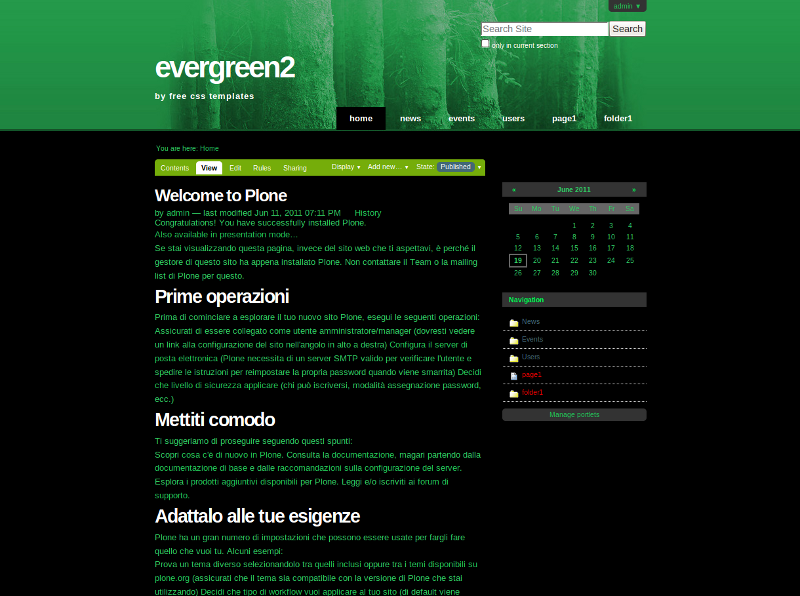 admin ▼
Search Site Search
only in current section
evergreen2
by free css templates
home news events users page1 folder1
You are here: Home
Contents View Edit Rules Sharing Display ▼ Add new… ▼ State: Published ▼
Welcome to Plone
by admin — last modified Jun 11, 2011 07:11 PM History
Congratulations! You have successfully installed Plone.
Also available in presentation mode…
Se stai visualizzando questa pagina, invece del sito web che ti aspettavi, è perché il
gestore di questo sito ha appena installato Plone. Non contattare il Team o la mailing
list di Plone per questo.
Prime operazioni
Prima di cominciare a esplorare il tuo nuovo sito Plone, esegui le seguenti operazioni:
Assicurati di essere collegato come utente amministratore/manager (dovresti vedere
un link alla configurazione del sito nell'angolo in alto a destra) Configura il server di
posta elettronica (Plone necessita di un server SMTP valido per verificare l'utente e
spedire le istruzioni per reimpostare la propria password quando viene smarrita) Decidi
che livello di sicurezza applicare (chi può iscriversi, modalità assegnazione password,
ecc.)
Mettiti comodo
Ti suggeriamo di proseguire seguendo questi spunti:
Scopri cosa c'è di nuovo in Plone. Consulta la documentazione, magari partendo dalla
documentazione di base e dalle raccomandazioni sulla configurazione del server.
Esplora i prodotti aggiuntivi disponibili per Plone. Leggi e/o iscriviti ai forum di
supporto.
Adattalo alle tue esigenze
Plone ha un gran numero di impostazioni che possono essere usate per fargli fare
quello che vuoi tu. Alcuni esempi:
Prova un tema diverso selezionandolo tra quelli inclusi oppure tra i temi disponibili su
plone.org (assicurati che il tema sia compatibile con la versione di Plone che stai
utilizzando) Decidi che tipo di workflow vuoi applicare al tuo sito (di default viene
« June 2011 »
Su Mo Tu We Th Fr Sa
1 2 3 4
5 6 7 8 9 10 11
12 13 14 15 16 17 18
19 20 21 22 23 24 25
26 27 28 29 30
Navigation
News
Events
Users
page1
folder1
Manage portlets